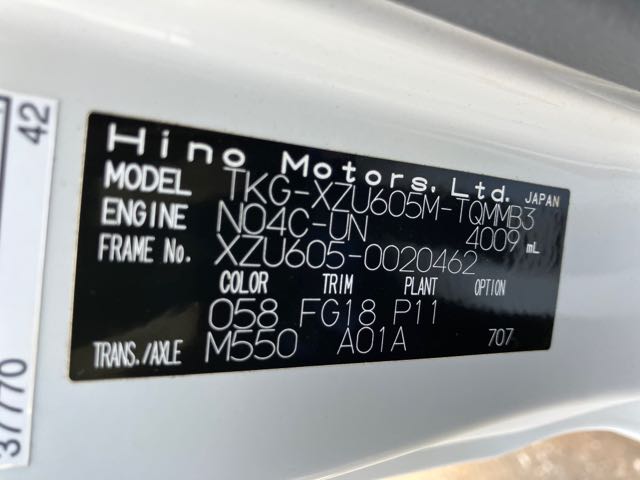 Hino Motors, Ltd. JAPAN
MODEL TKG-XZU605M-TQMMB3
ENGINE N04C-UN 4009 mL
FRAME No. XZU605-0020462
COLOR TRIM PLANT OPTION
058 FG18 P11
TRANS./AXLE M550 A01A 707
42
37770